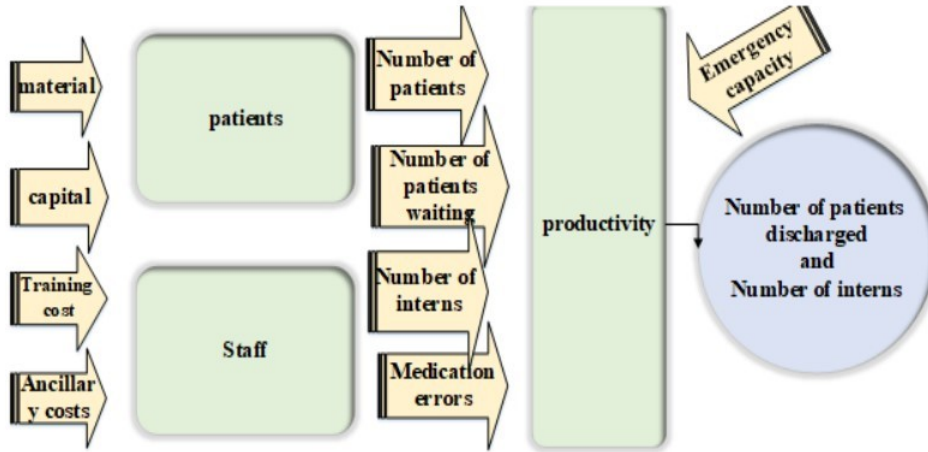 material
capital
Training
cost
Ancillar
y costs
patients
Staff
Number of
patients
Number of
patients
waiting
Number of
interns
Medication
errors
productivity
Emergency
capacity
Number of patients
discharged
and
Number of interns